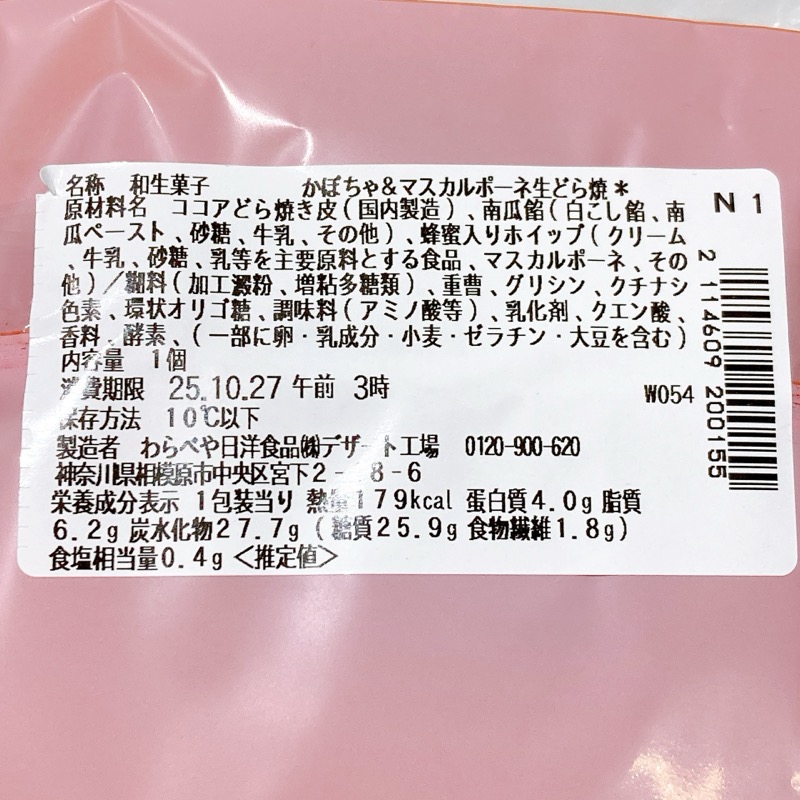 名称 和生菓子 かぼちゃ&マスカルポーネ生どら焼*
原材料名 ココアどら焼き皮(国内製造)、南瓜餡(白こし餡、南
瓜ペースト、砂糖、牛乳、その他)、蜂蜜入りホイップ(クリーム
、牛乳、砂糖、乳等を主要原料とする食品、マスカルポーネ、その
他)/糊料(加工澱粉、増粘多糖類)、重曹、グリシン、クチナシ
色素、環状オリゴ糖、調味料(アミノ酸等)、乳化剤、クエン酸、
香料、酵素、(一部に卵・乳成分・小麦・ゼラチン・大豆を含む)
内容量 1個
消費期限 25.10.27 午前 3時
保存方法 10℃以下
製造者 わらべや日洋食品㈱デザート工場 0120-900-620
神奈川県相模原市中央区宮下2- 8-6
栄養成分表示 1包装当り 熱量179kcal 蛋白質4.0g 脂質
6.2g 炭水化物27.7g (糖質25.9g 食物繊維1.8g)
食塩相当量0.4g <推定値>
N 1
W054
2 114609 200155